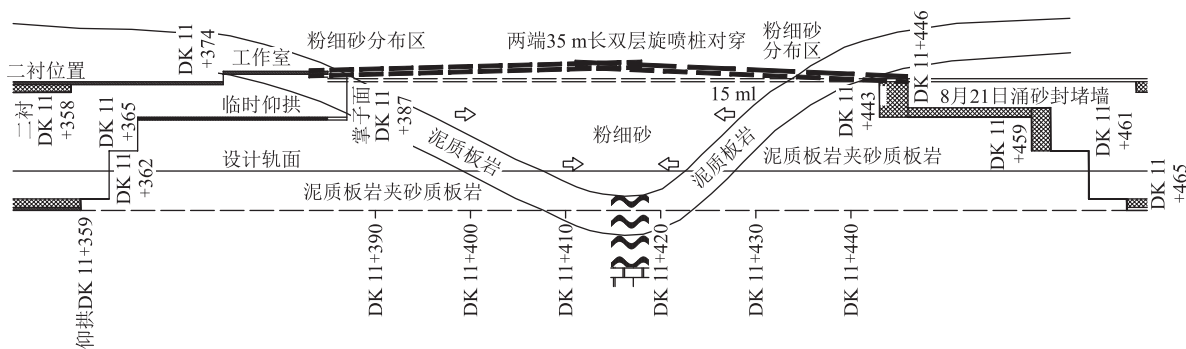 DK 11
+374
工作室
粉细砂分布区
两端35 m长双层旋喷桩对穿
粉细砂
分布区
DK 11+446
二衬位置
二衬
DK 11
+358
DK 11
+365
临时仰拱
掌子面
DK 11
+387
15 ml
DK 11
+443
8月21日涌砂封堵墙
DK 11
+459
DK 11
+461
DK 11
+362
设计轨面
泥质板岩
粉细砂
泥质板岩
泥质板岩夹砂质板岩
泥质板岩夹砂质板岩
DK 11
+465
仰拱DK 11+359
DK 11+390
DK 11+400
DK 11+410
DK 11+420
DK 11+430
DK 11+440